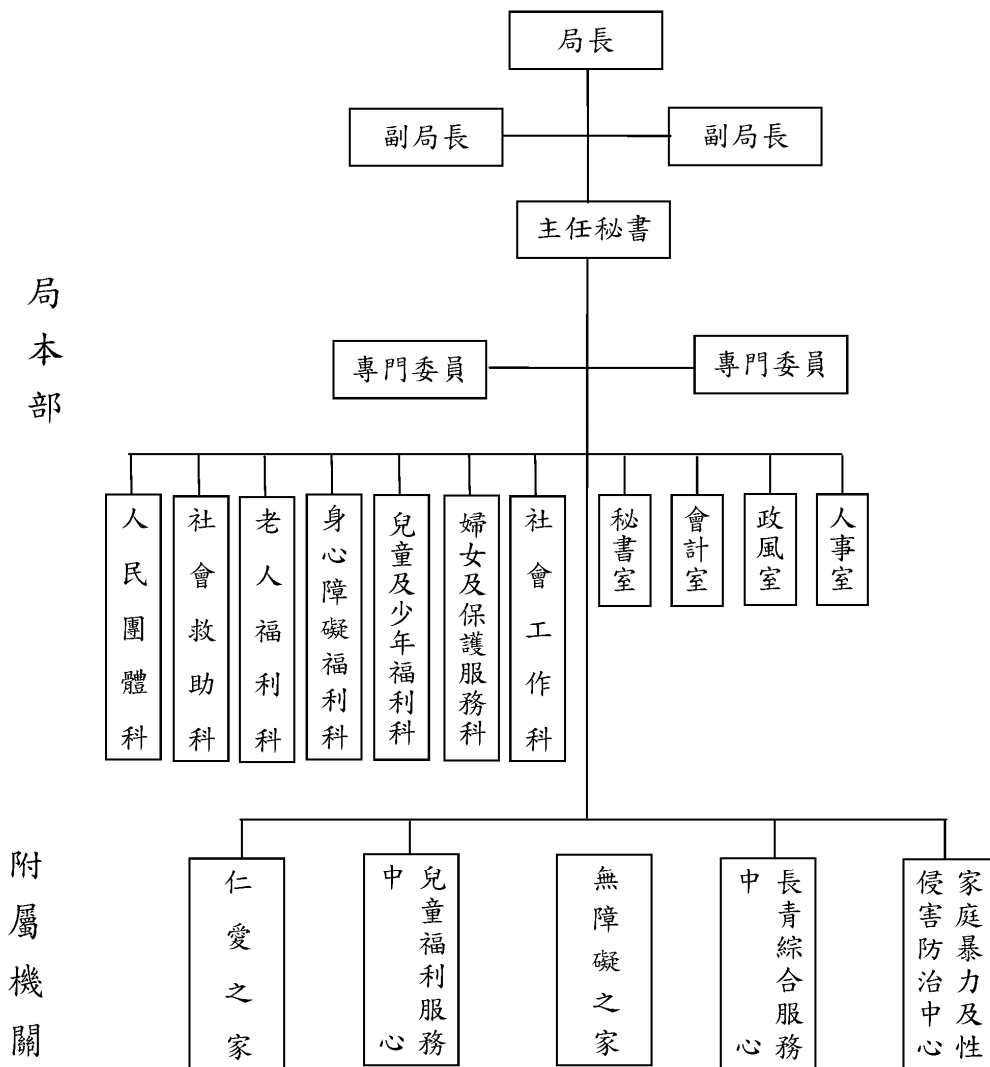 局長
副局長
副局長
主任秘書
局本部
專門委員
專門委員
人民團體科
社會救助科
老人福利科
身心障礙福利科
兒童及少年福利科
婦女及保護服務科
社會工作科
秘書室
會計室
政風室
人事室
附屬機關
仁愛之家
兒童福利服務
中心
無障礙之家
長青綜合服務
中心
家庭暴力及性
侵害防治中心